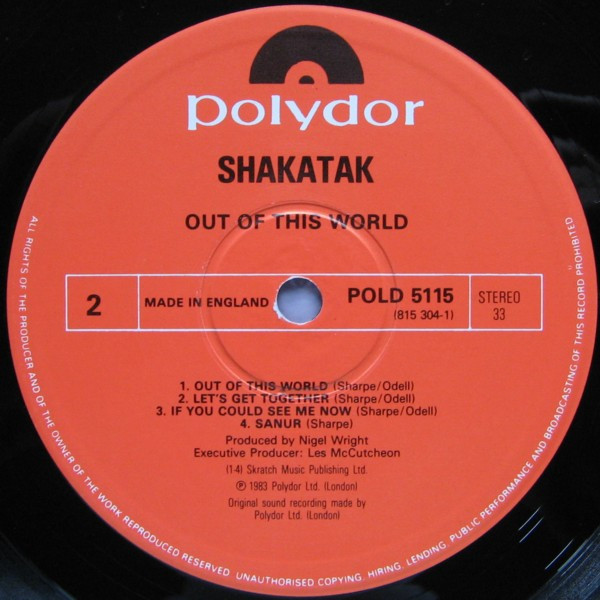 polydor
SHAKATAK
OUT OF THIS WORLD
2
MADE IN ENGLAND
POLD 5115
(815 304-1)
STEREO
33
1. OUT OF THIS WORLD (Sharpe/Odell)
2. LET'S GET TOGETHER (Sharpe/Odell)
3. IF YOU COULD SEE ME NOW (Sharpe/Odell)
4. SANUR (Sharpe)
Produced by Nigel Wright
Executive Producer: Les McCutcheon
(1-4) Skratch Music Publishing Ltd.
℗ 1983 Polydor Ltd. (London)
Original sound recording made by
Polydor Ltd. (London)
ALL RIGHTS OF THE PRODUCER AND OF THE OWNER OF THE WORK REPRODUCED RESERVED. UNAUTHORISED COPYING, HIRING, LENDING, PUBLIC PERFORMANCE AND BROADCASTING OF THIS RECORD PROHIBITED